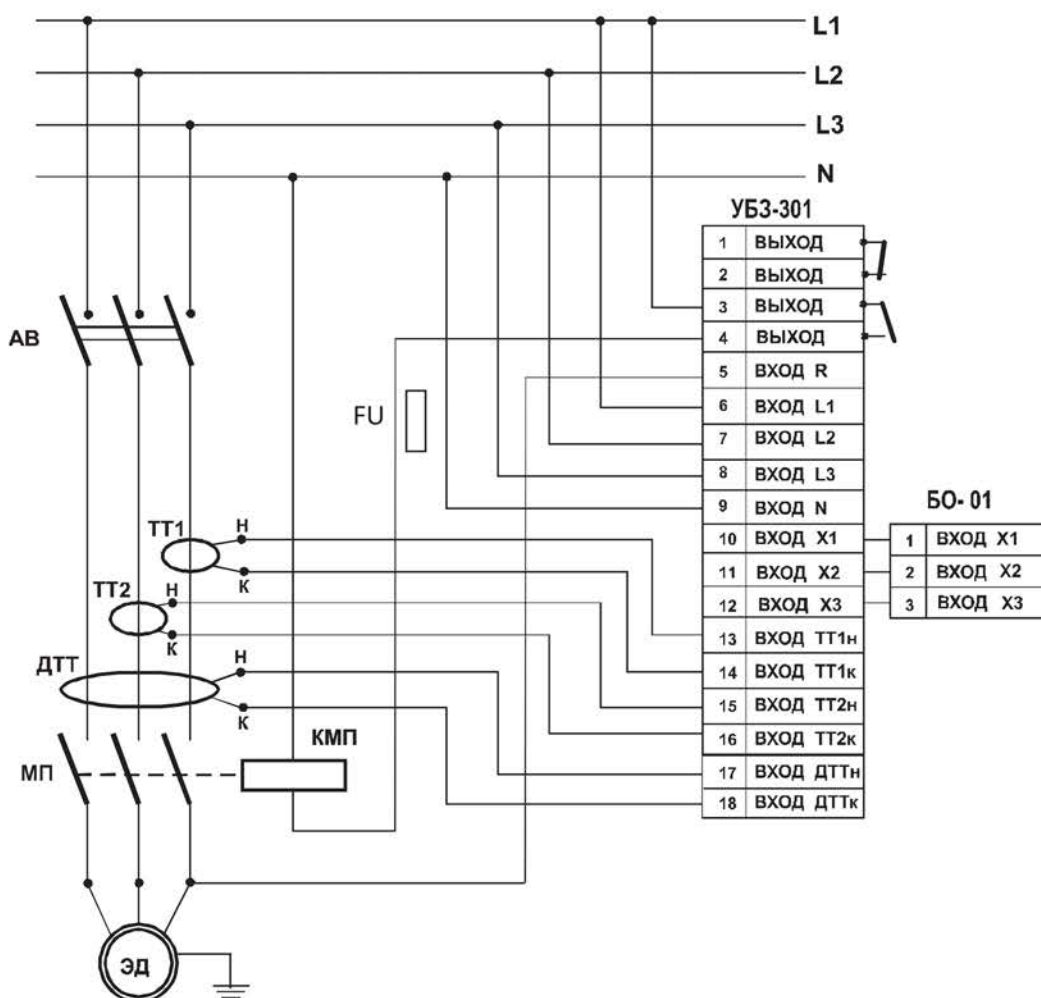 L1
L2
L3
N
УБЗ-301
1 ВЫХОД
2 ВЫХОД
3 ВЫХОД
4 ВЫХОД
5 ВХОД R
6 ВХОД L1
7 ВХОД L2
8 ВХОД L3
9 ВХОД N
10 ВХОД X1
11 ВХОД X2
12 ВХОД X3
13 ВХОД ТТ1н
14 ВХОД ТТ1к
15 ВХОД ТТ2н
16 ВХОД ТТ2к
17 ВХОД ДТТн
18 ВХОД ДТТк
БО- 01
1 ВХОД X1
2 ВХОД X2
3 ВХОД X3
АВ
FU
ТТ1
Н
К
ТТ2
Н
К
ДТТ
Н
К
МП
КМП
ЭД